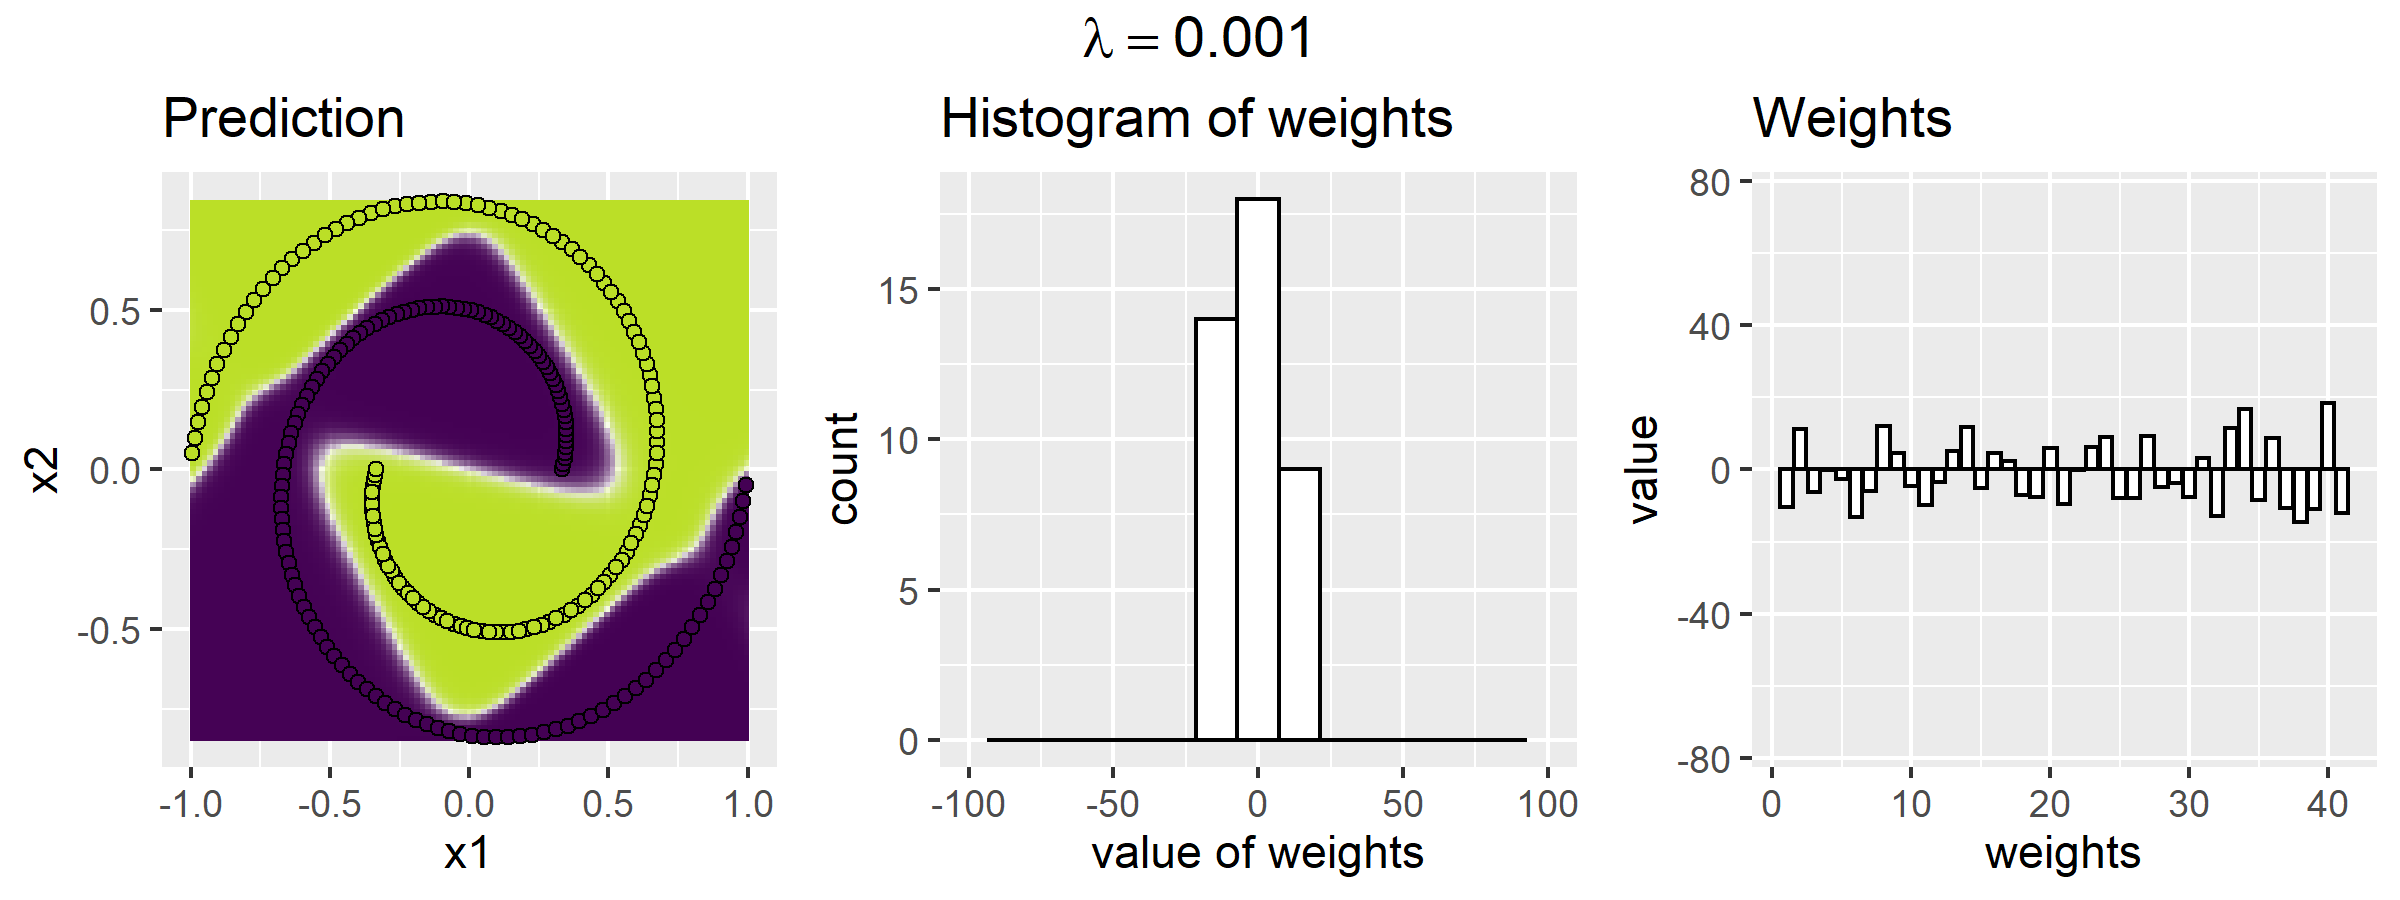 λ = 0.001
Prediction
0.5
0.0
-0.5
x2
-1.0 -0.5 0.0 0.5 1.0
x1
Histogram of weights
15
10
5
0
count
-100 -50 0 50 100
value of weights
Weights
80
40
0
-40
-80
value
0 10 20 30 40
weights